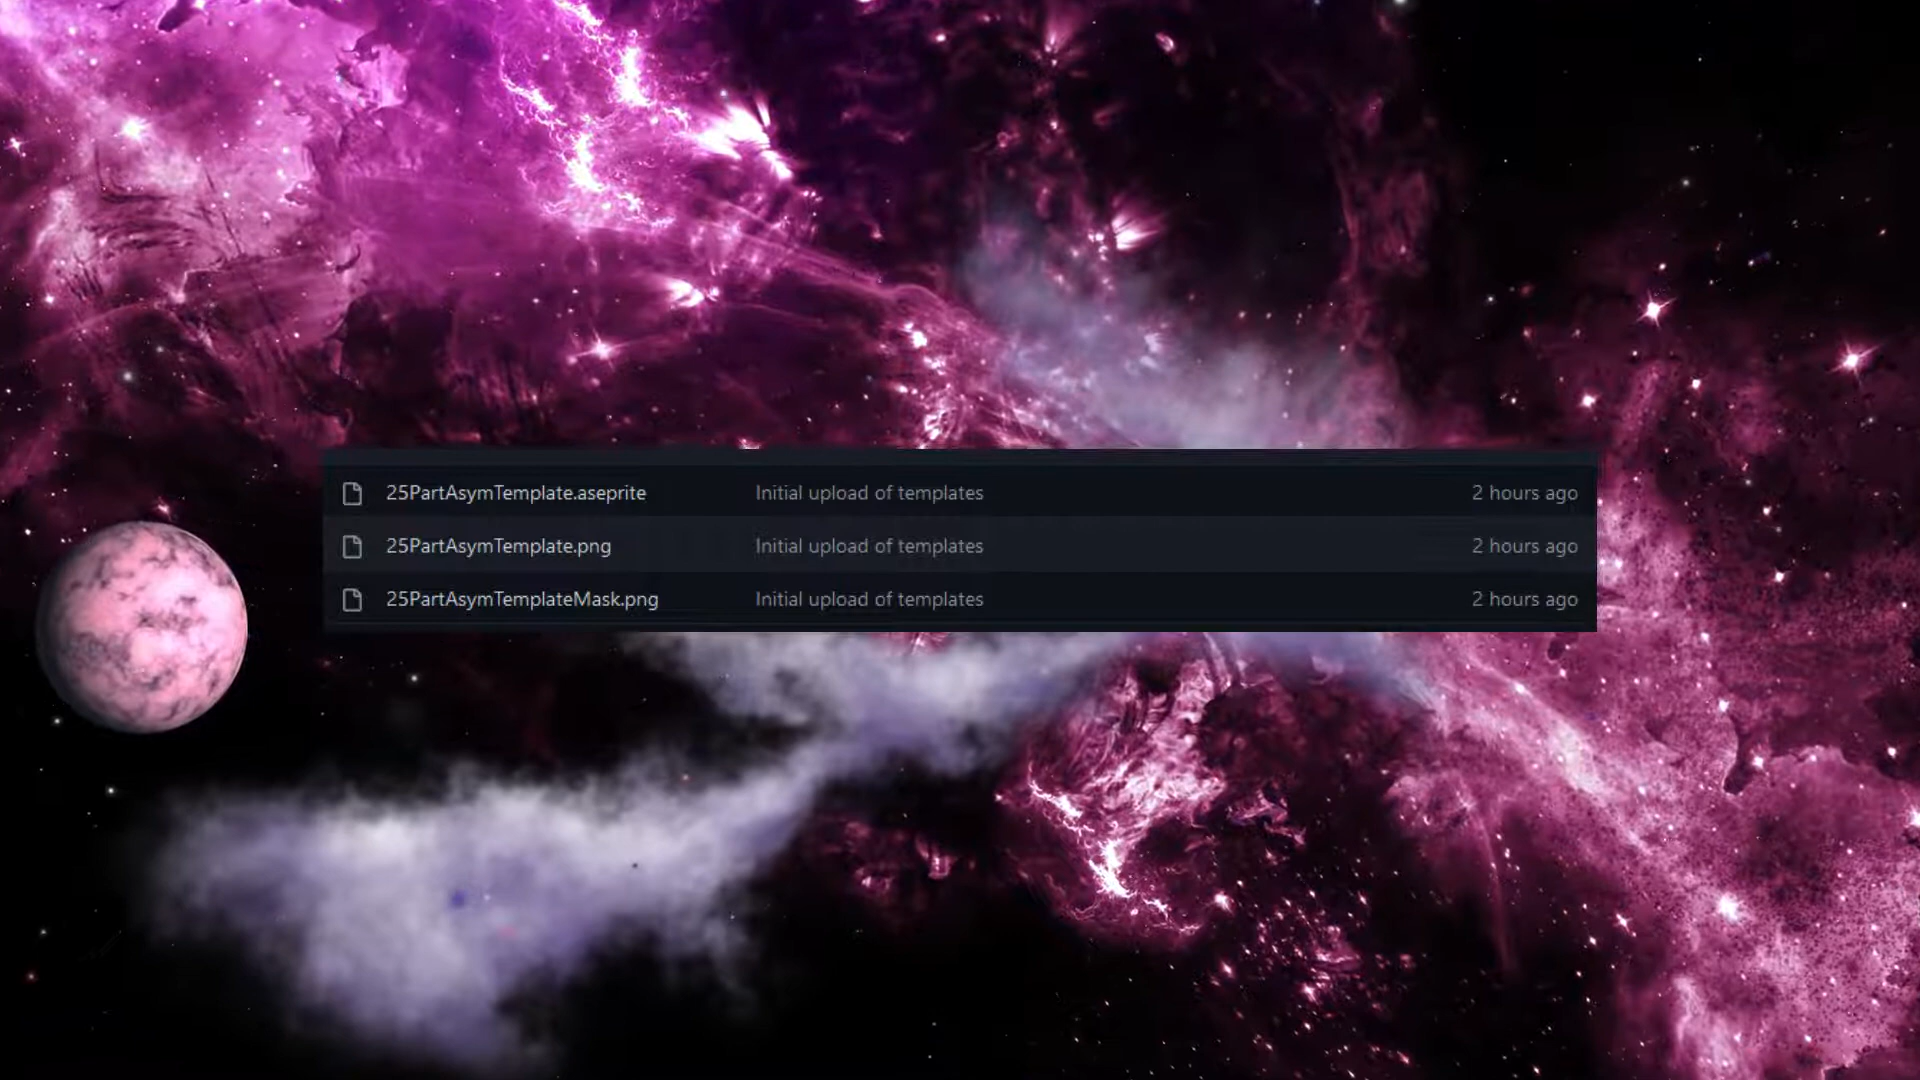 25PartAsymTemplate.aseprite Initial upload of templates 2 hours ago
25PartAsymTemplate.png Initial upload of templates 2 hours ago
25PartAsymTemplateMask.png Initial upload of templates 2 hours ago